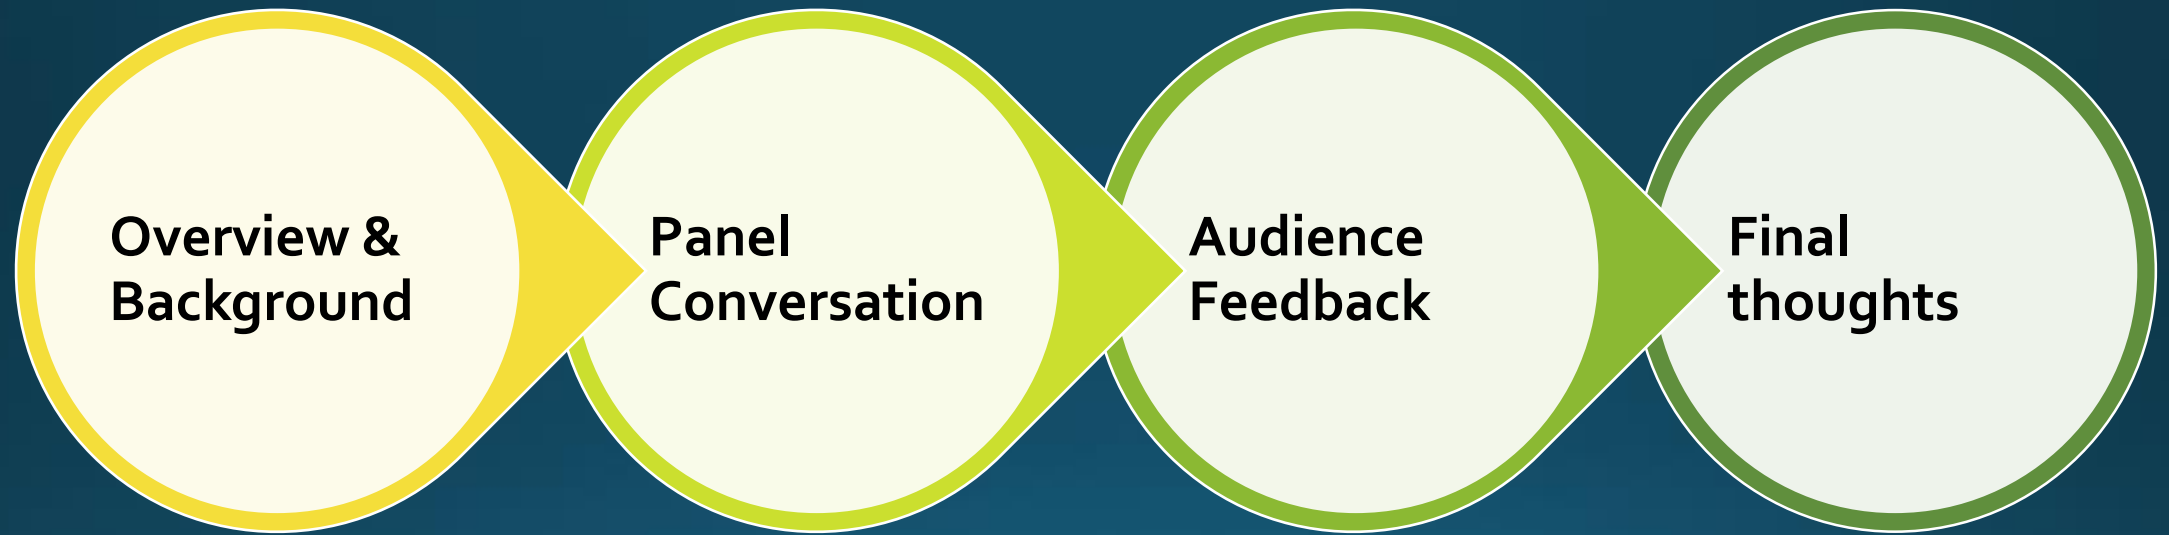 Overview &
Background
Panel
Conversation
Audience
Feedback
Final
thoughts